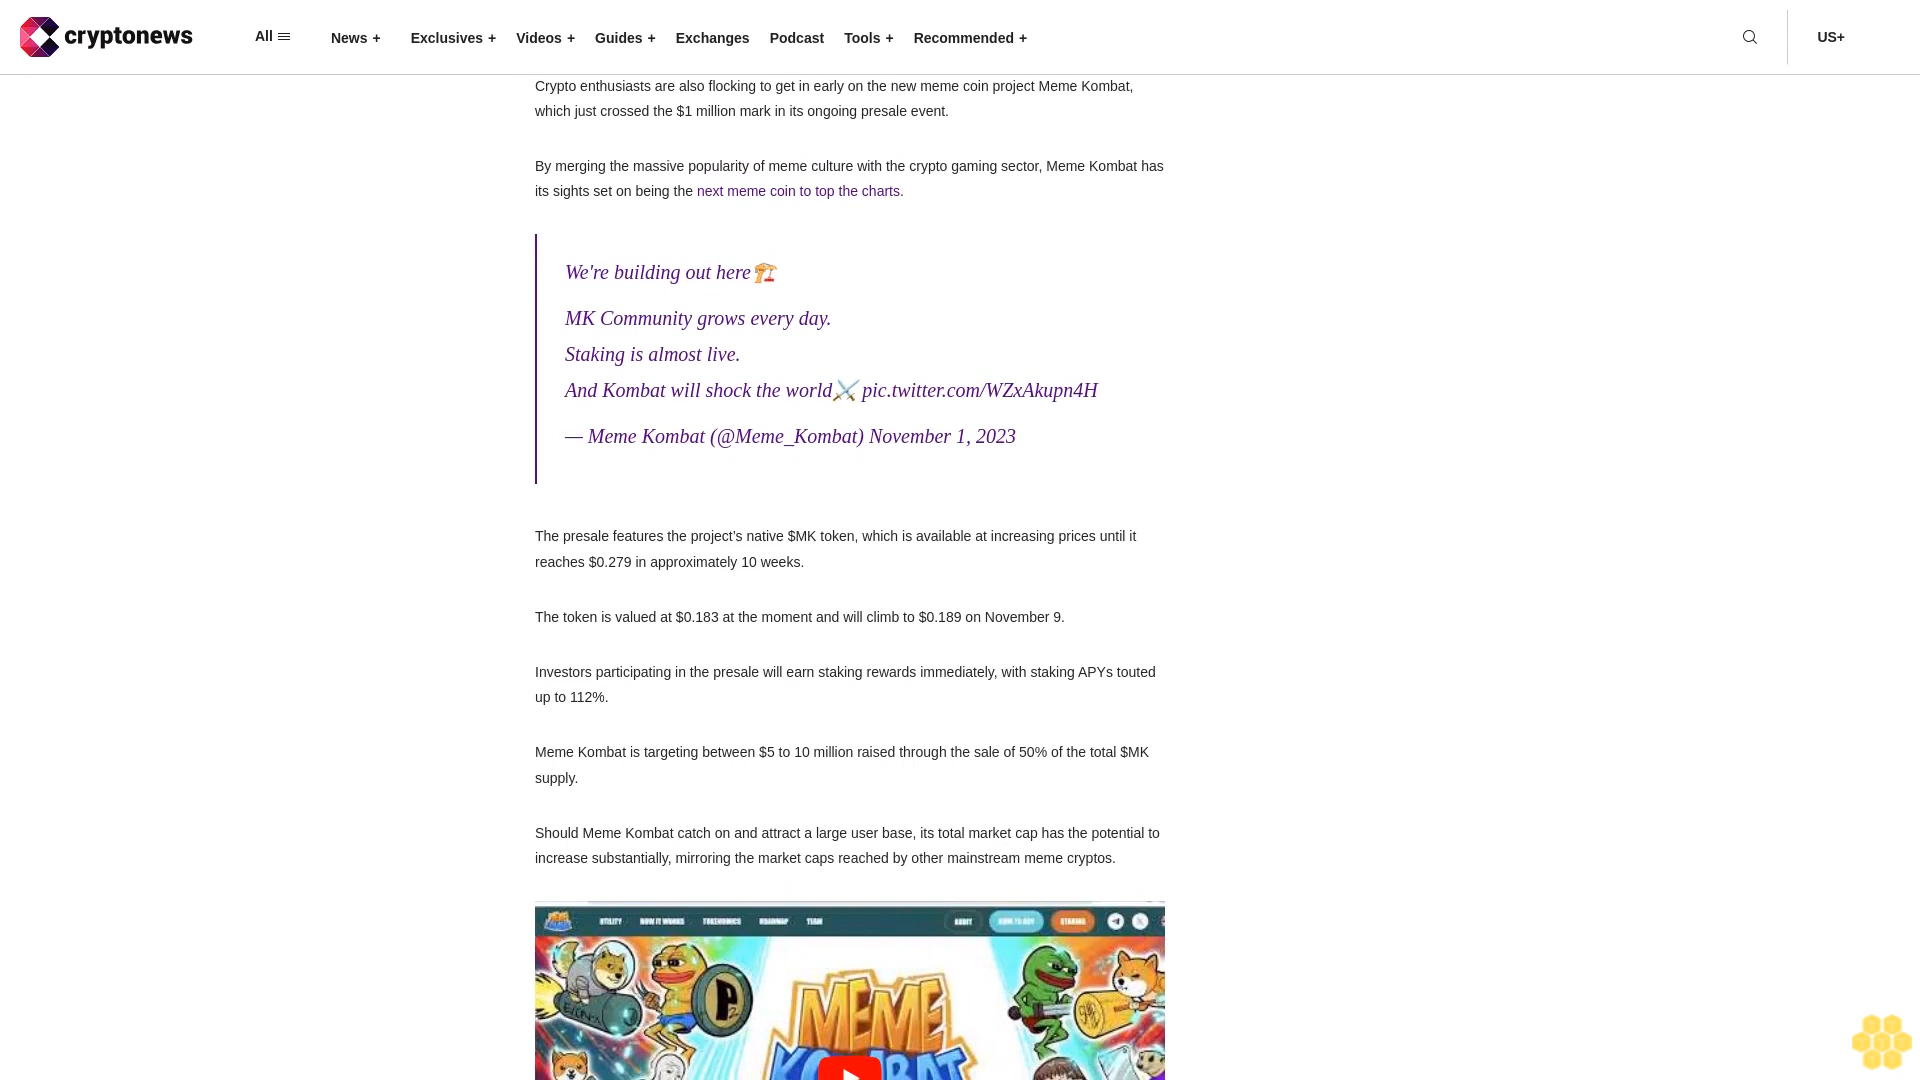 cryptonews
All
News +
Exclusives +
Videos +
Guides +
Exchanges
Podcast
Tools +
Recommended +
US+
Crypto enthusiasts are also flocking to get in early on the new meme coin project Meme Kombat,
which just crossed the $1 million mark in its ongoing presale event.
By merging the massive popularity of meme culture with the crypto gaming sector, Meme Kombat has
its sights set on being the next meme coin to top the charts.
We're building out here🏗️
MK Community grows every day.
Staking is almost live.
And Kombat will shock the world⚔️ pic.twitter.com/WZxAkupn4H
— Meme Kombat (@Meme_Kombat) November 1, 2023
The presale features the project’s native $MK token, which is available at increasing prices until it
reaches $0.279 in approximately 10 weeks.
The token is valued at $0.183 at the moment and will climb to $0.189 on November 9.
Investors participating in the presale will earn staking rewards immediately, with staking APYs touted
up to 112%.
Meme Kombat is targeting between $5 to 10 million raised through the sale of 50% of the total $MK
supply.
Should Meme Kombat catch on and attract a large user base, its total market cap has the potential to
increase substantially, mirroring the market caps reached by other mainstream meme cryptos.
UTILITY
HOW IT WORKS
TOKENOMICS
ROADMAP
TEAM
AUDIT
HOW TO BUY
STAKING
MEME
KOMBAT